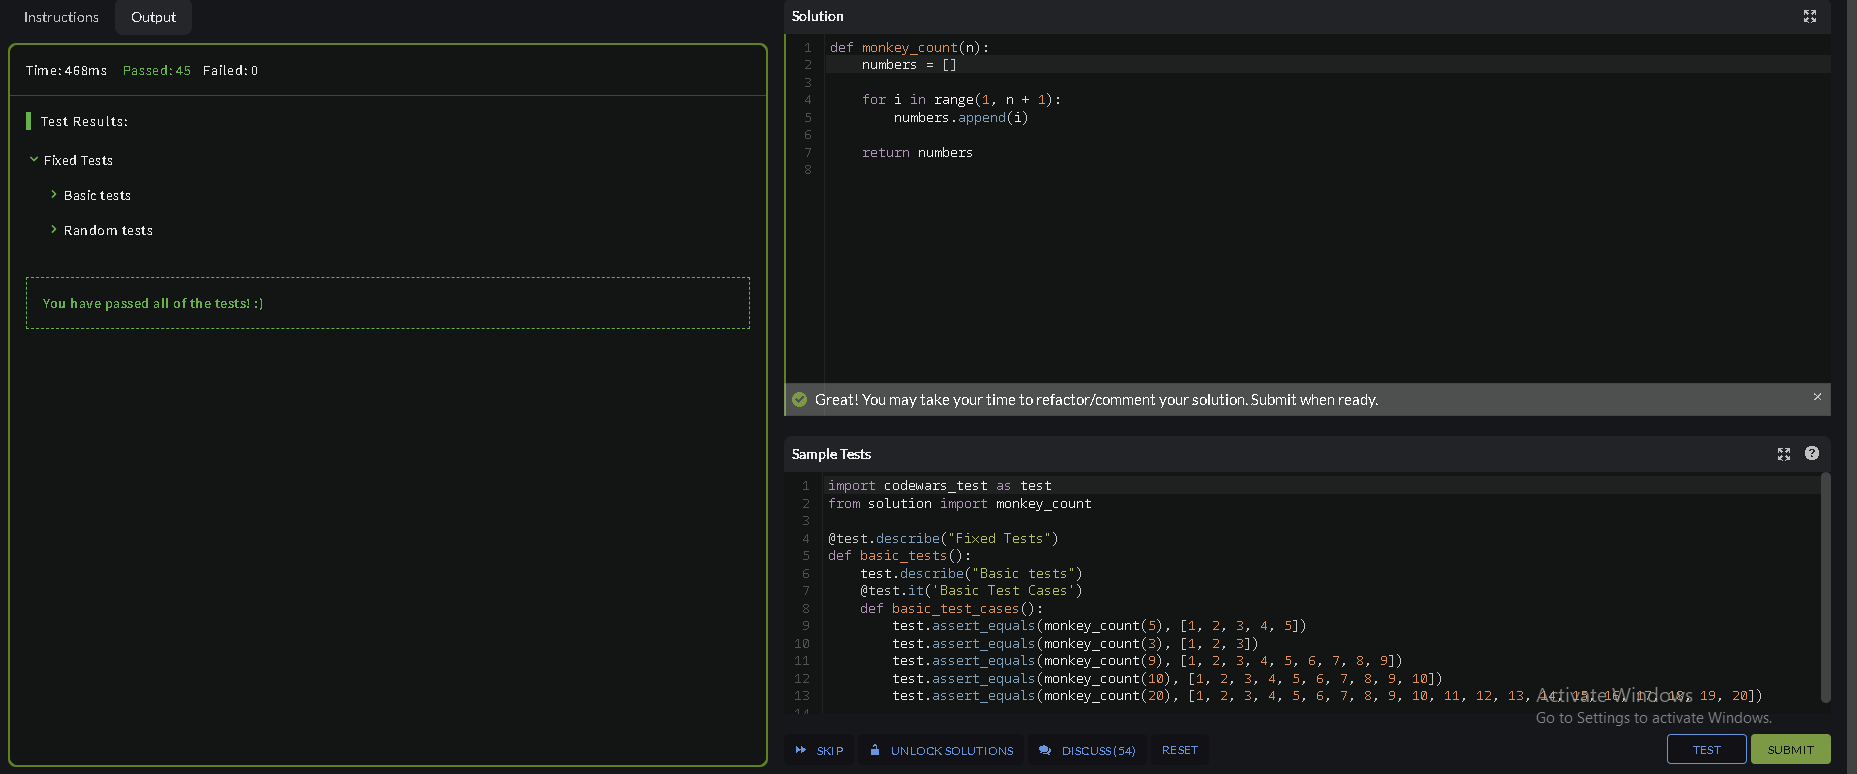 Instructions
Output
Time: 468ms Passed: 45 Failed: 0
Test Results:
Fixed Tests
Basic tests
Random tests
You have passed all of the tests! :)
Solution
1 def monkey_count(n):
2     numbers = []
3
4     for i in range(1, n + 1):
5         numbers.append(i)
6
7     return numbers
8
Great! You may take your time to refactor/comment your solution. Submit when ready.
Sample Tests
1 import codewars_test as test
2 from solution import monkey_count
3
4 @test.describe("Fixed Tests")
5 def basic_tests():
6     test.describe("Basic tests")
7     @test.it('Basic Test Cases')
8     def basic_test_cases():
9         test.assert_equals(monkey_count(5), [1, 2, 3, 4, 5])
10         test.assert_equals(monkey_count(3), [1, 2, 3])
11         test.assert_equals(monkey_count(9), [1, 2, 3, 4, 5, 6, 7, 8, 9])
12         test.assert_equals(monkey_count(10), [1, 2, 3, 4, 5, 6, 7, 8, 9, 10])
13         test.assert_equals(monkey_count(20), [1, 2, 3, 4, 5, 6, 7, 8, 9, 10, 11, 12, 13, 14, 15, 16, 17, 18, 19, 20])
14
Activate Windows
Go to Settings to activate Windows.
SKIP
UNLOCK SOLUTIONS
DISCUSS (54)
RESET
TEST
SUBMIT